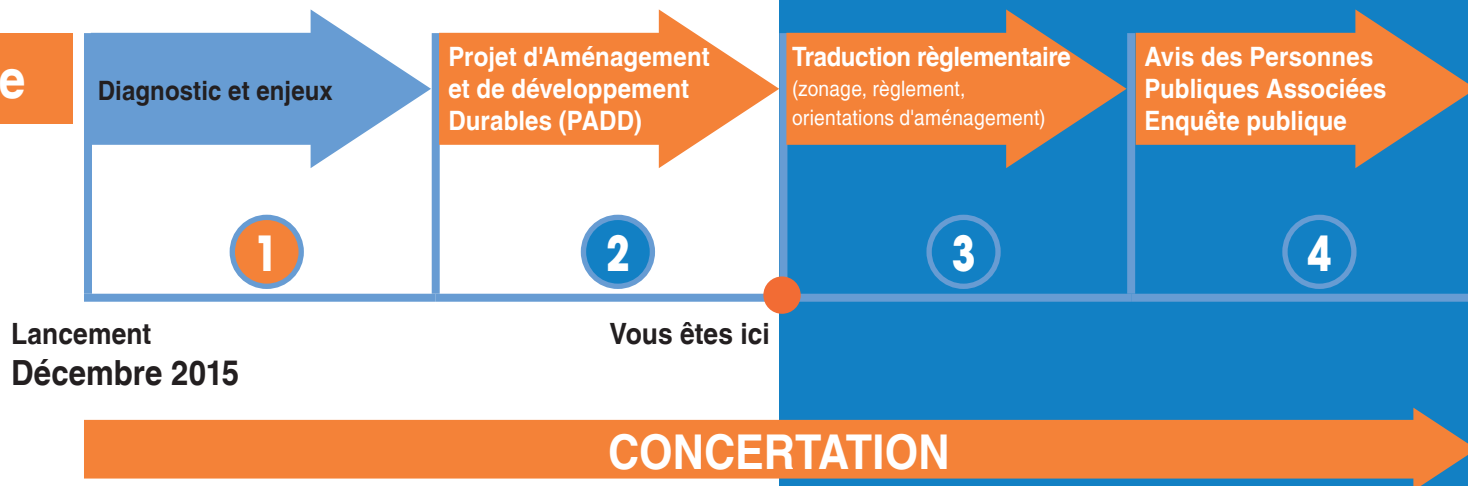 e
Diagnostic et enjeux
Projet d'Aménagement
et de développement
Durables (PADD)
Traduction règlementaire
(zonage, règlement,
orientations d'aménagement)
Avis des Personnes
Publiques Associées
Enquête publique
1
2
3
4
Lancement
Décembre 2015
Vous êtes ici
CONCERTATION